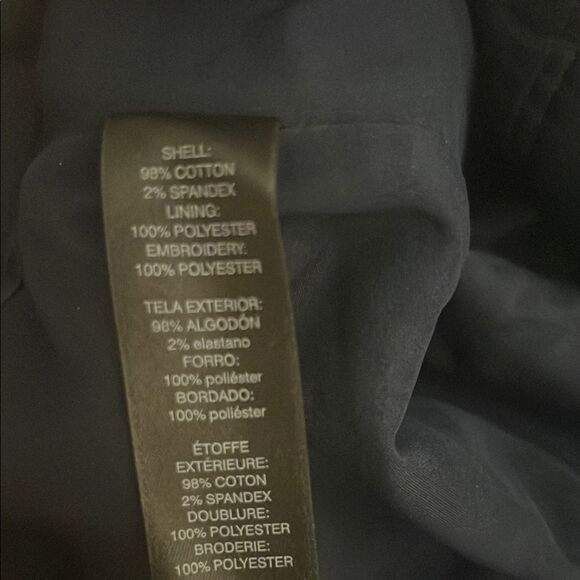 SHELL:
98% COTTON
2% SPANDEX
LINING:
100% POLYESTER
EMBROIDERY:
100% POLYESTER
TELA EXTERIOR:
98% ALGODÓN
2% elastano
FORRO:
100% poliéster
BORDADO:
100% poliéster
ÉTOFFE
EXTÉRIEURE:
98% COTON
2% SPANDEX
DOUBLURE:
100% POLYESTER
BRODERIE:
100% POLYESTER